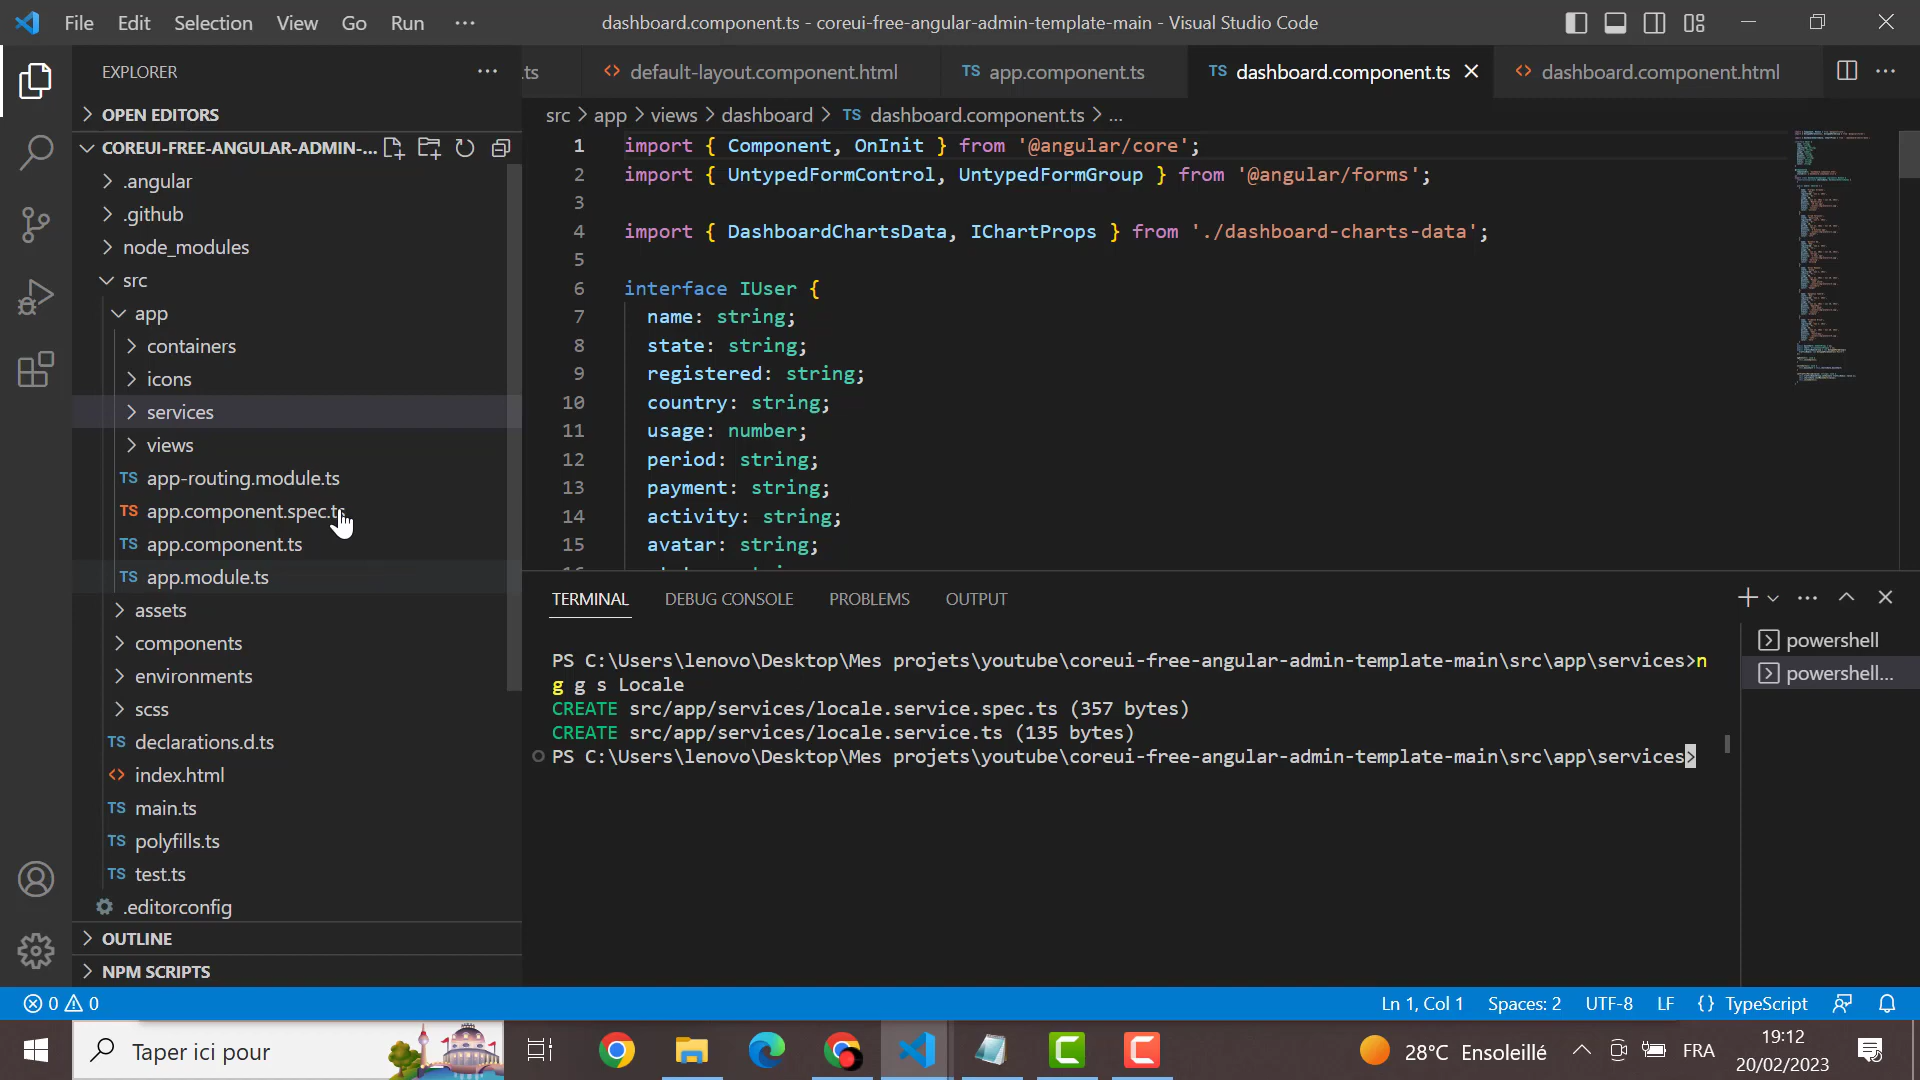 File Edit Selection View Go Run ··· dashboard.component.ts - coreui-free-angular-admin-template-main - Visual Studio Code
EXPLORER
.ts default-layout.component.html TS app.component.ts TS dashboard.component.ts dashboard.component.html
OPEN EDITORS
src > app > views > dashboard > TS dashboard.component.ts > ...
COREUI-FREE-ANGULAR-ADMIN-...
.angular
.github
node_modules
src
app
containers
icons
services
views
TS app-routing.module.ts
TS app.component.spec.ts
TS app.component.ts
TS app.module.ts
assets
components
environments
scss
TS declarations.d.ts
<> index.html
TS main.ts
TS polyfills.ts
TS test.ts
.editorconfig
OUTLINE
NPM SCRIPTS
1 import { Component, OnInit } from '@angular/core';
2 import { UntypedFormControl, UntypedFormGroup } from '@angular/forms';
3
4 import { DashboardChartsData, IChartProps } from './dashboard-charts-data';
5
6 interface IUser {
7 name: string;
8 state: string;
9 registered: string;
10 country: string;
11 usage: number;
12 period: string;
13 payment: string;
14 activity: string;
15 avatar: string;
TERMINAL DEBUG CONSOLE PROBLEMS OUTPUT
PS C:\Users\lenovo\Desktop\Mes projets\youtube\coreui-free-angular-admin-template-main\src\app\services>n
g g s Locale
CREATE src/app/services/locale.service.spec.ts (357 bytes)
CREATE src/app/services/locale.service.ts (135 bytes)
PS C:\Users\lenovo\Desktop\Mes projets\youtube\coreui-free-angular-admin-template-main\src\app\services>
powershell
powershell...
0 0 Ln 1, Col 1 Spaces: 2 UTF-8 LF {} TypeScript
Taper ici pour 28°C Ensoleillé FRA 19:12
20/02/2023